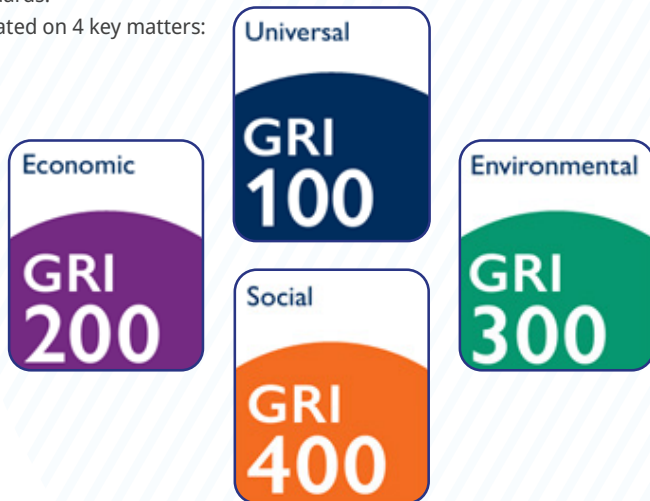 ated on 4 key matters:
Universal
GRI
100
Economic
GRI
200
Environmental
GRI
300
Social
GRI
400